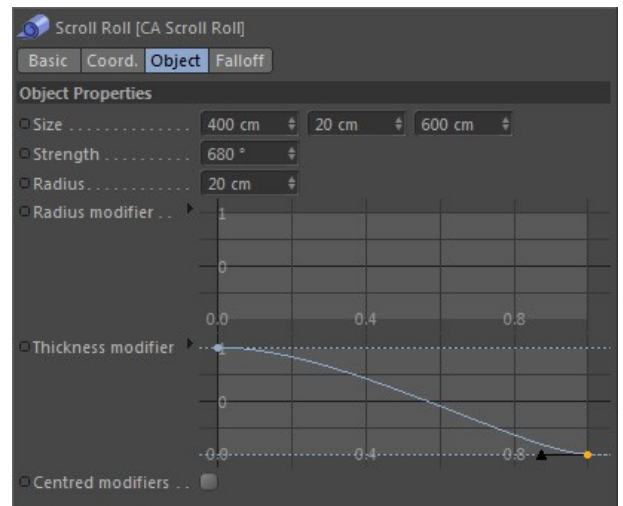 Scroll Roll [CA Scroll Roll]
Basic Coord. Object Falloff
Object Properties
Size . . . . . . . . . . . . . . 400 cm 20 cm 600 cm
Strength . . . . . . . . . . 680 °
Radius. . . . . . . . . . . . 20 cm
Radius modifier . . 1
0
0.0 0.4 0.8
Thickness modifier 1
0
0.0 0.4 0.8
Centred modifiers . .